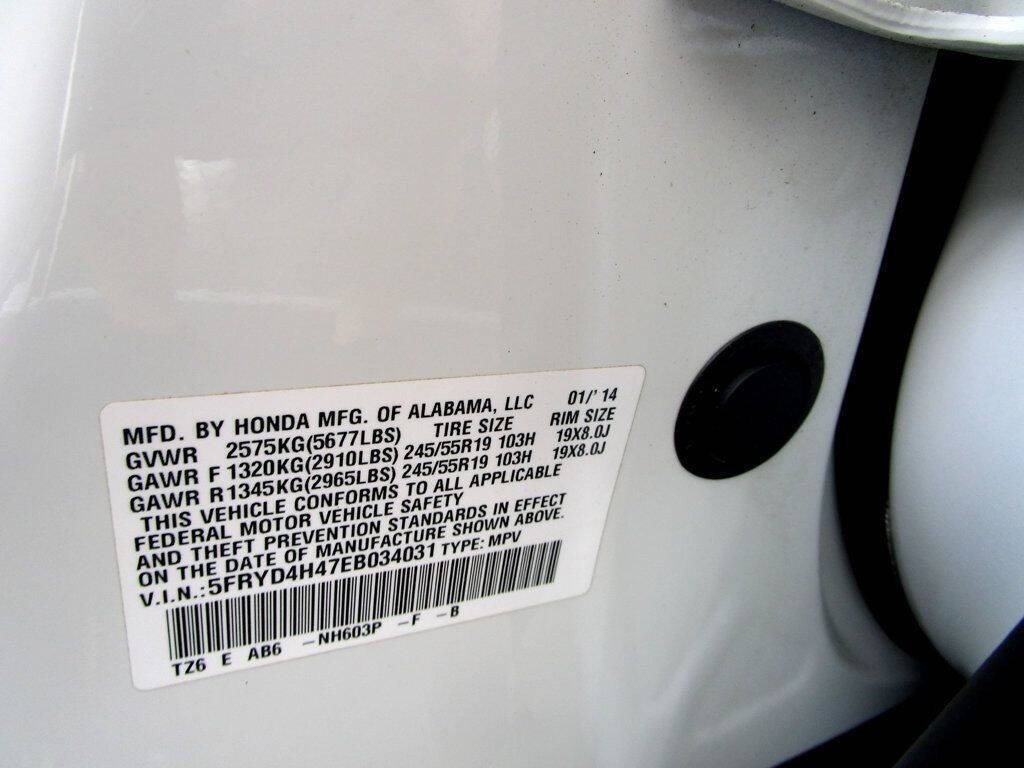 MFD. BY HONDA MFG. OF ALABAMA, LLC 01/' 14
GVWR 2575KG(5677LBS) TIRE SIZE RIM SIZE
GAWR F 1320KG(2910LBS) 245/55R19 103H 19X8.0J
GAWR R 1345KG(2965LBS) 245/55R19 103H 19X8.0J
THIS VEHICLE CONFORMS TO ALL APPLICABLE
FEDERAL MOTOR VEHICLE SAFETY
AND THEFT PREVENTION STANDARDS IN EFFECT
ON THE DATE OF MANUFACTURE SHOWN ABOVE.
V.I.N.:5FRYD4H47EB034031 TYPE: MPV
TZ6 E AB6 -NH603P -F -B